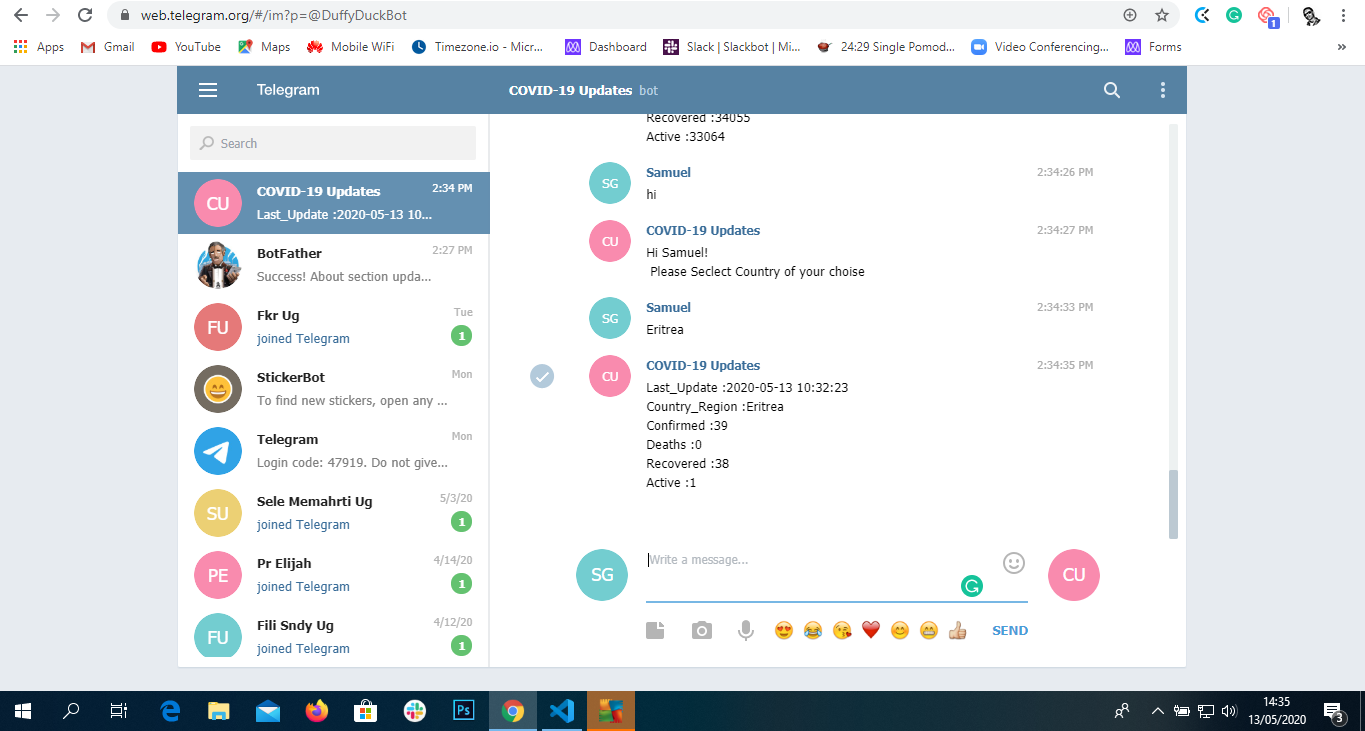 web.telegram.org/#/im?p=@DuffyDuckBot
1
Apps
Gmail
YouTube
Maps
Mobile WiFi
Timezone.io - Micr...
Dashboard
Slack | Slackbot | Mi...
24:29 Single Pomod...
Video Conferencing...
Forms
»
Telegram
COVID-19 Updates bot
Search
CU
COVID-19 Updates 2:34 PM
Last_Update :2020-05-13 10...
BotFather 2:27 PM
Success! About section upda...
FU
Fkr Ug Tue
joined Telegram 1
StickerBot Mon
To find new stickers, open any ...
Telegram Mon
Login code: 47919. Do not give...
SU
Sele Memahrti Ug 5/3/20
joined Telegram 1
PE
Pr Elijah 4/14/20
joined Telegram 1
FU
Fili Sndy Ug 4/12/20
joined Telegram 1
Recovered :34055
Active :33064
SG
Samuel 2:34:26 PM
hi
CU
COVID-19 Updates 2:34:27 PM
Hi Samuel!
Please Seclect Country of your choise
SG
Samuel 2:34:33 PM
Eritrea
CU
COVID-19 Updates 2:34:35 PM
Last_Update :2020-05-13 10:32:23
Country_Region :Eritrea
Confirmed :39
Deaths :0
Recovered :38
Active :1
SG
Write a message...
CU
SEND
Ps
14:35
13/05/2020
3